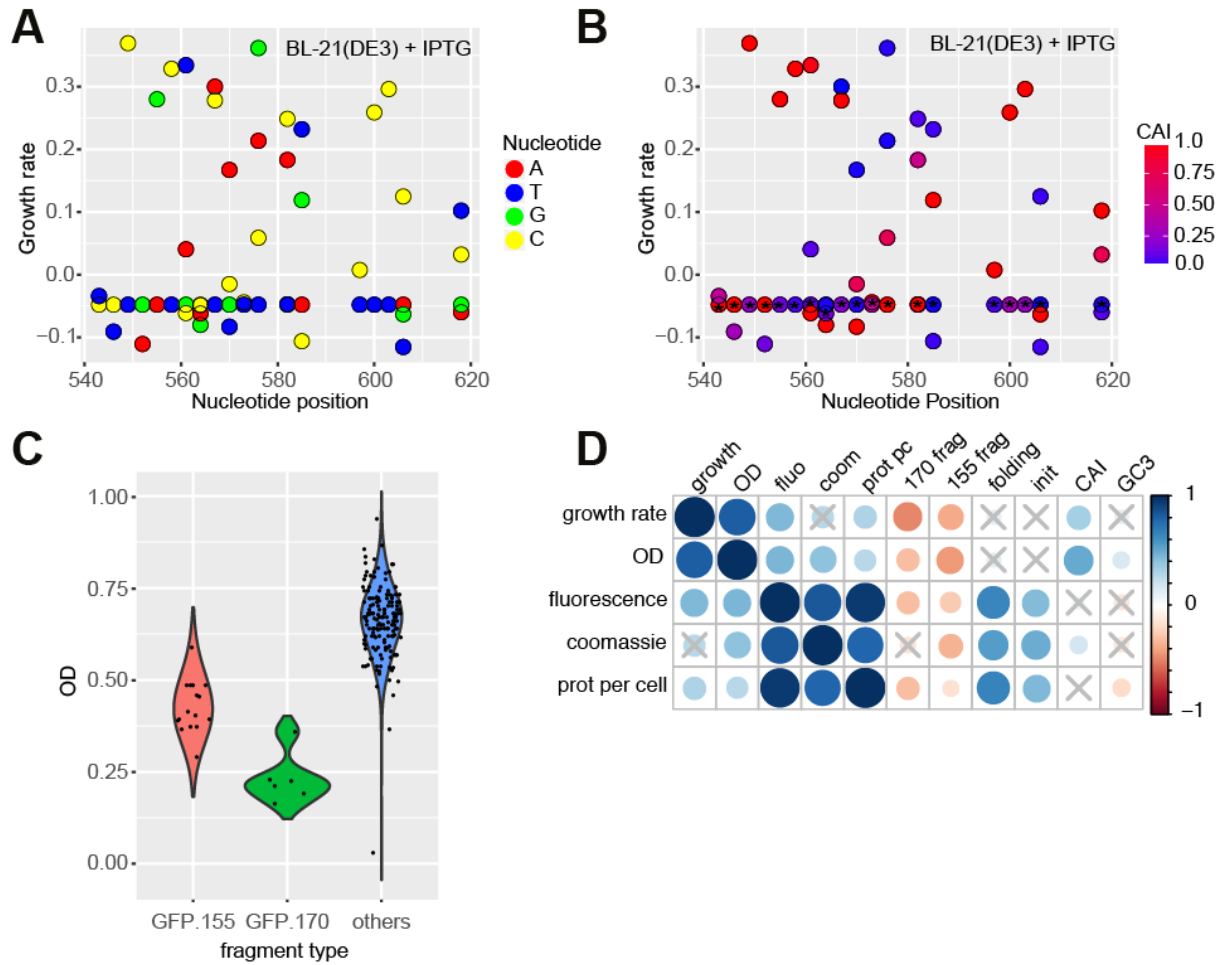 A
BL-21(DE3) + IPTG
0.3
0.2
0.1
0.0
−0.1
Growth rate
540
560
580
600
620
Nucleotide position
Nucleotide
A
T
G
C
B
BL-21(DE3) + IPTG
0.3
0.2
0.1
0.0
−0.1
Growth rate
540
560
580
600
620
Nucleotide Position
CAI
1.0
0.75
0.50
0.25
0.0
C
1.00
0.75
0.50
0.25
0.00
OD
GFP.155
GFP.170
others
fragment type
D
growth
OD
fluo
coom
prot pc
170 frag
155 frag
folding
init
CAI
GC3
growth rate
OD
fluorescence
coomassie
prot per cell
1
0
−1